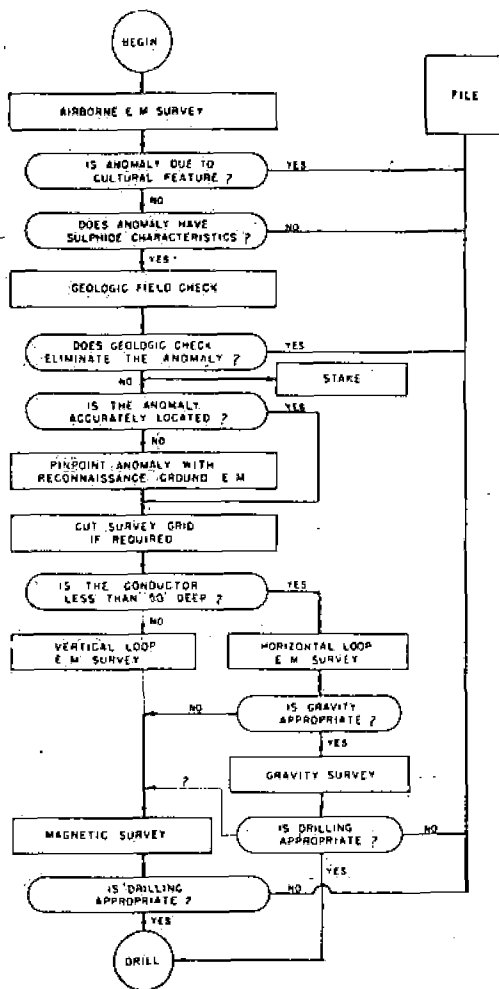 BEGIN
FILE
AIRBORNE E M SURVEY
IS ANOMALY DUE TO
CULTURAL FEATURE ?
YES
NO
DOES ANOMALY HAVE
SULPHIDE CHARACTERISTICS ?
NO
YES
GEOLOGIC FIELD CHECK
DOES GEOLOGIC CHECK
ELIMINATE THE ANOMALY ?
YES
NO
STAKE
IS THE ANOMALY
ACCURATELY LOCATED ?
YES
NO
PINPOINT ANOMALY WITH
RECONNAISSANCE GROUND E M
CUT SURVEY GRID
IF REQUIRED
IS THE CONDUCTOR
LESS THAN 50' DEEP ?
YES
NO
VERTICAL LOOP
E M SURVEY
HORIZONTAL LOOP
E M SURVEY
IS GRAVITY
APPROPRIATE ?
NO
YES
GRAVITY SURVEY
?
MAGNETIC SURVEY
IS DRILLING
APPROPRIATE ?
NO
YES
IS DRILLING
APPROPRIATE ?
NO
YES
DRILL